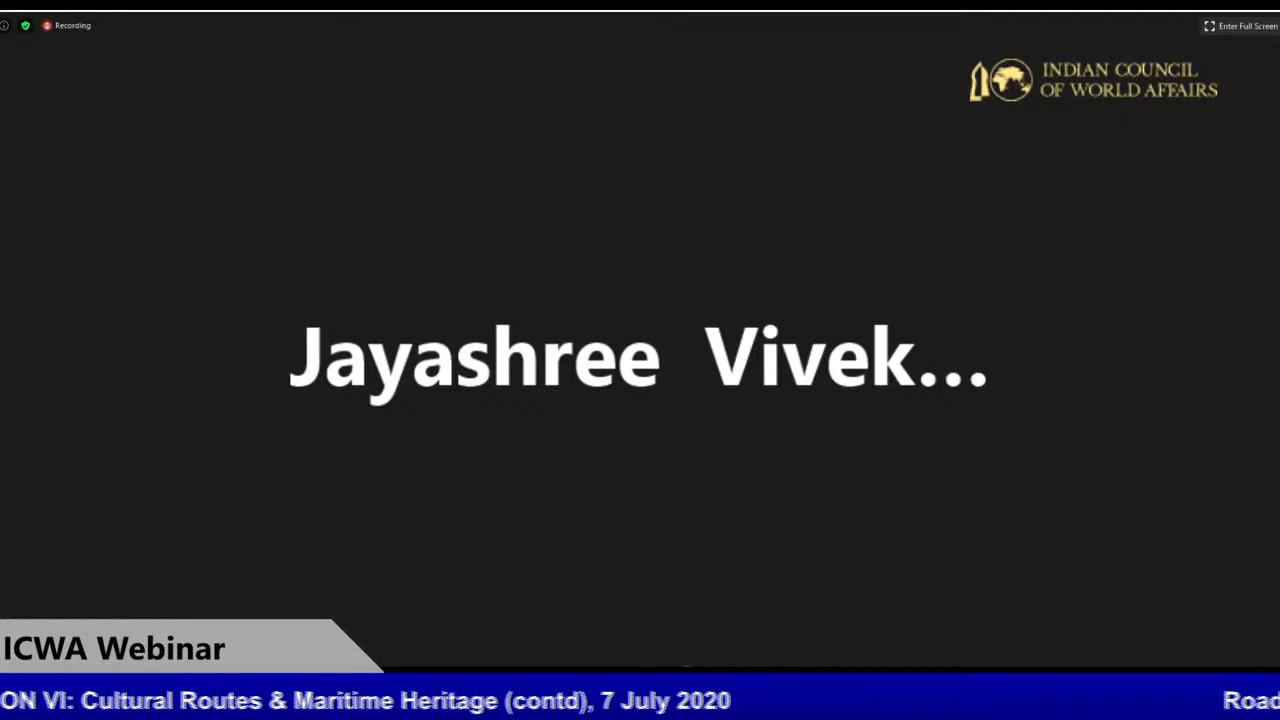 Recording
Enter Full Screen
INDIAN COUNCIL
OF WORLD AFFAIRS
Jayashree Vivek...
ICWA Webinar
ON VI: Cultural Routes & Maritime Heritage (contd), 7 July 2020
Road